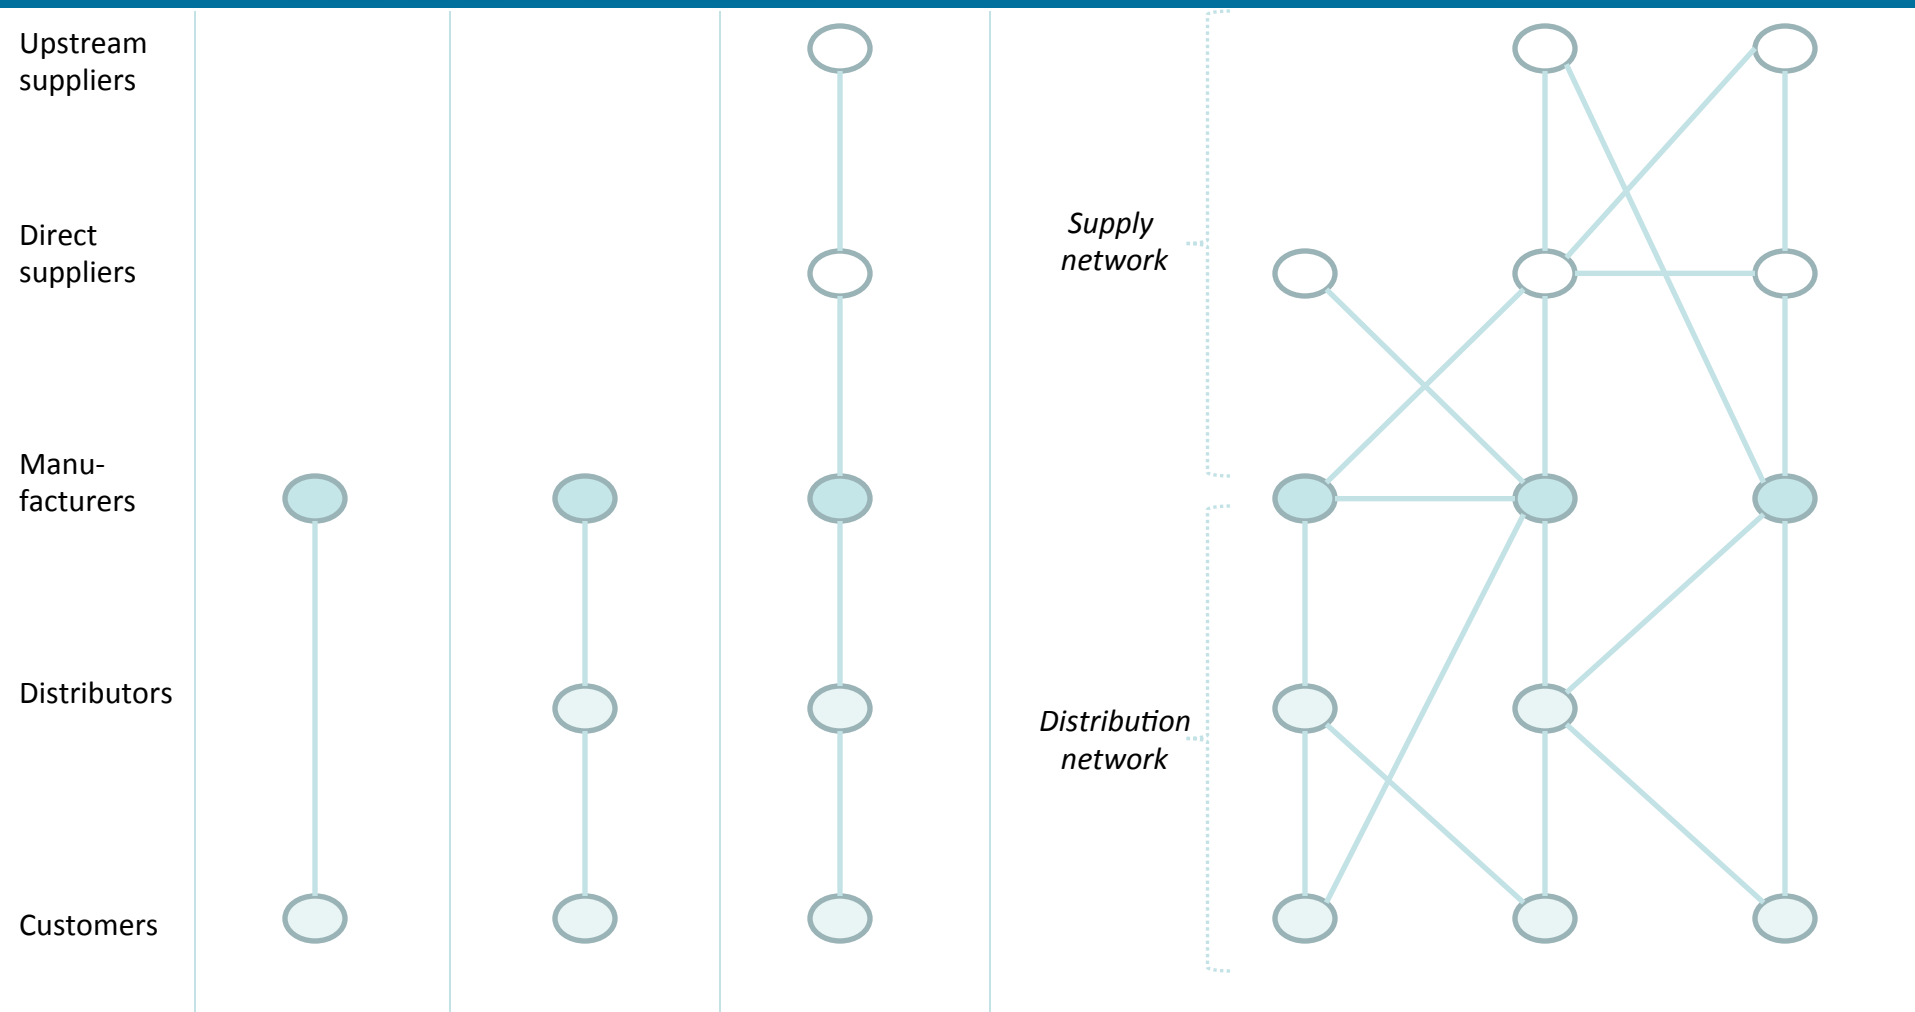 Upstream
suppliers
Direct
suppliers
Supply
network
Manu-
facturers
Distributors
Distribution
network
Customers